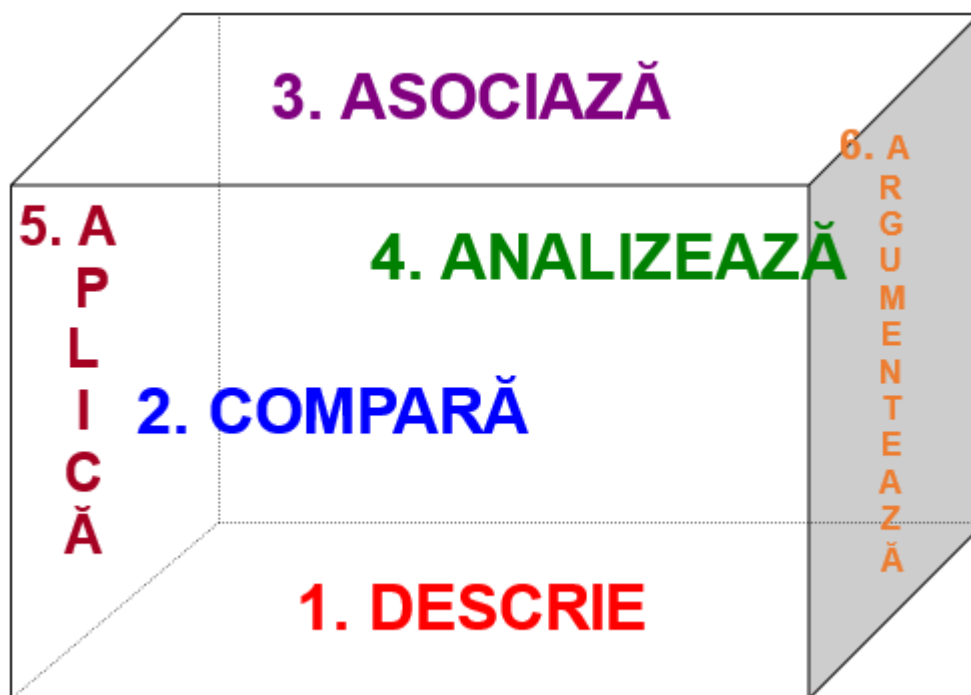 3. ASOCIAZĂ
6. ARGUMENTEAZĂ
5. APLICĂ
4. ANALIZEAZĂ
2. COMPARĂ
1. DESCRIE